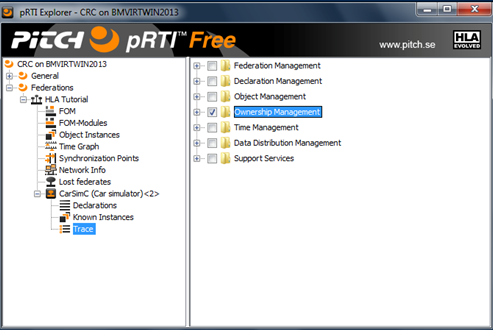 pRTI Explorer - CRC on BMVIRTWIN2013
PITCH pRTI™ Free
www.pitch.se
HLA
EVOLVED
CRC on BMVIRTWIN2013
General
Federations
HLA Tutorial
FOM
FOM-Modules
Object Instances
Time Graph
Synchronization Points
Network Info
Lost federates
CarSimC (Car simulator)<2>
Declarations
Known Instances
Trace
Federation Management
Declaration Management
Object Management
Ownership Management
Time Management
Data Distribution Management
Support Services